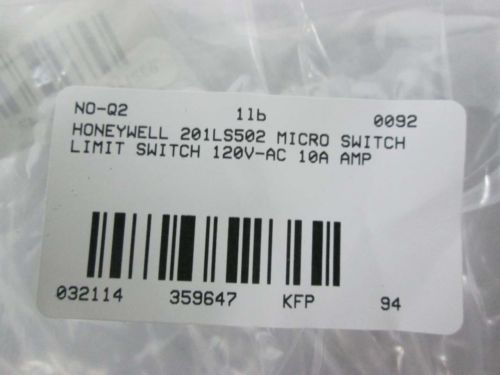 NO-Q2 1lb 0092
HONEYWELL 201LS502 MICRO SWITCH
LIMIT SWITCH 120V-AC 10A AMP
032114 359647 KFP 94